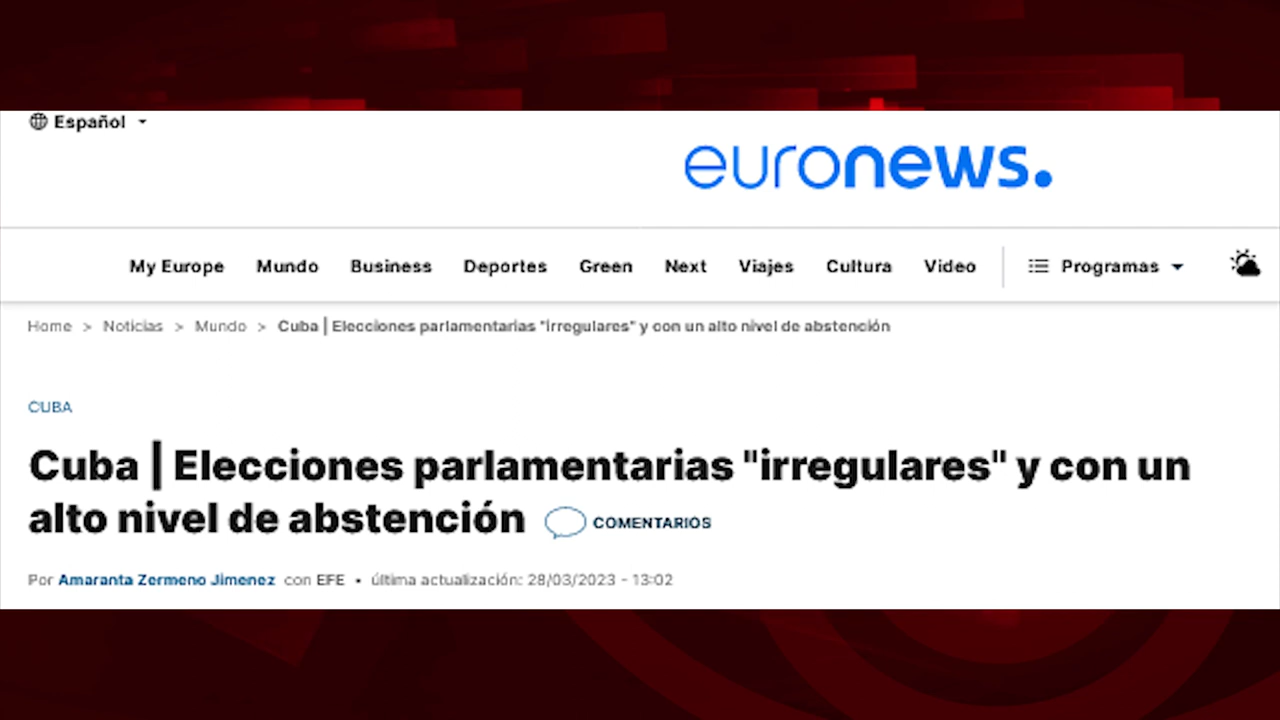 Español
euronews.
My Europe Mundo Business Deportes Green Next Viajes Cultura Video Programas
Home > Noticias > Mundo > Cuba | Elecciones parlamentarias "irregulares" y con un alto nivel de abstención
CUBA
Cuba | Elecciones parlamentarias "irregulares" y con un
alto nivel de abstención COMENTARIOS
Por Amaranta Zermeno Jimenez con EFE • última actualización: 28/03/2023 - 13:02